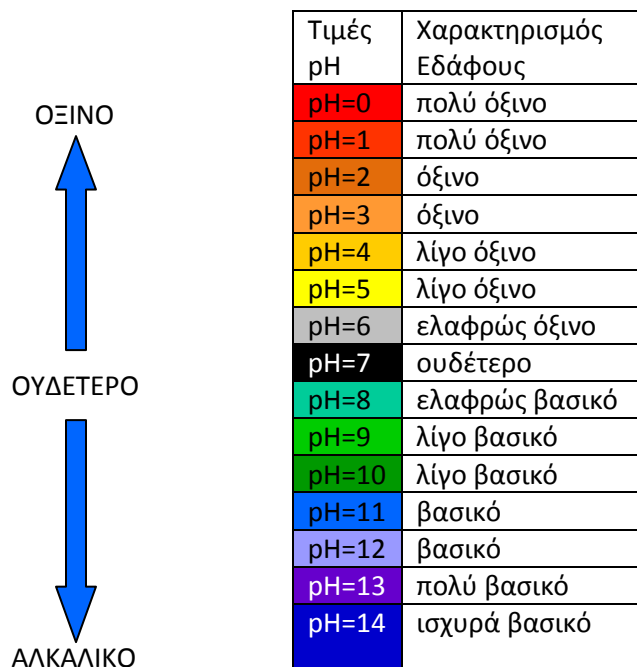 ΟΞΙΝΟ
ΟΥΔΕΤΕΡΟ
ΑΛΚΑΛΙΚΟ
Τιμές pH Χαρακτηρισμός Εδάφους
pH=0 πολύ όξινο
pH=1 πολύ όξινο
pH=2 όξινο
pH=3 όξινο
pH=4 λίγο όξινο
pH=5 λίγο όξινο
pH=6 ελαφρώς όξινο
pH=7 ουδέτερο
pH=8 ελαφρώς βασικό
pH=9 λίγο βασικό
pH=10 λίγο βασικό
pH=11 βασικό
pH=12 βασικό
pH=13 πολύ βασικό
pH=14 ισχυρά βασικό